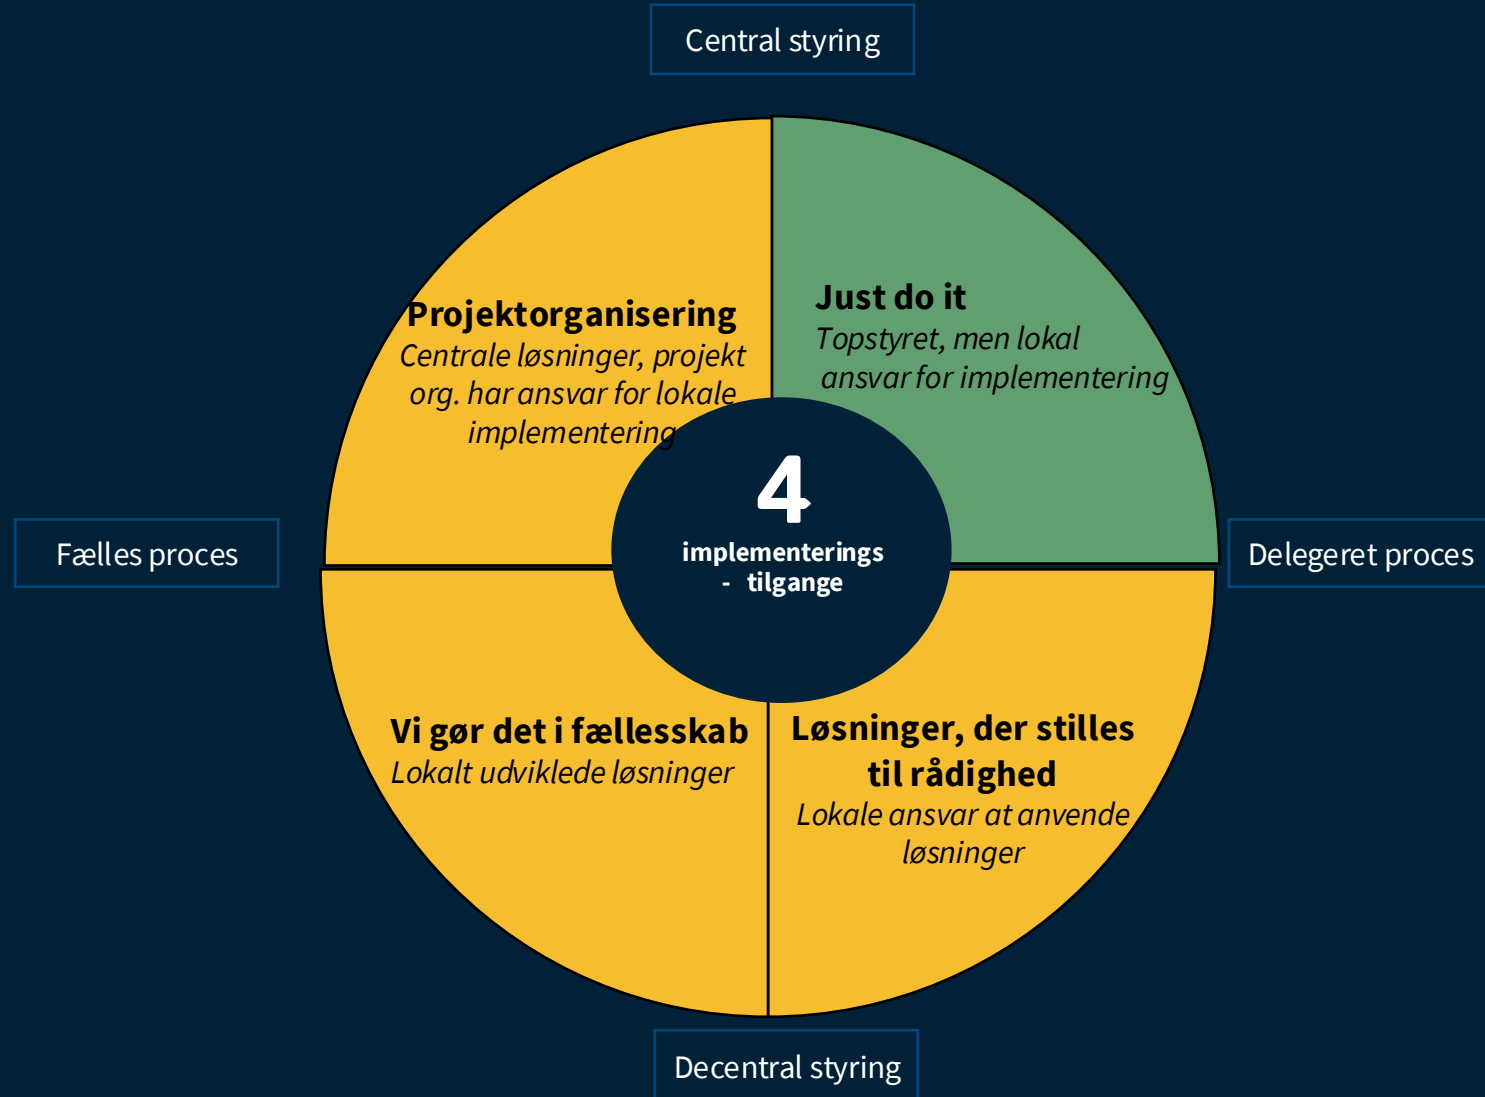 Central styring
Projektorganisering
Centrale løsninger, projekt
org. har ansvar for lokale
implementering
Just do it
Topstyret, men lokal
ansvar for implementering
4
implementerings
- tilgange
Fælles proces
Delegeret proces
Vi gør det i fællesskab
Lokalt udviklede løsninger
Løsninger, der stilles
til rådighed
Lokale ansvar at anvende
løsninger
Decentral styring